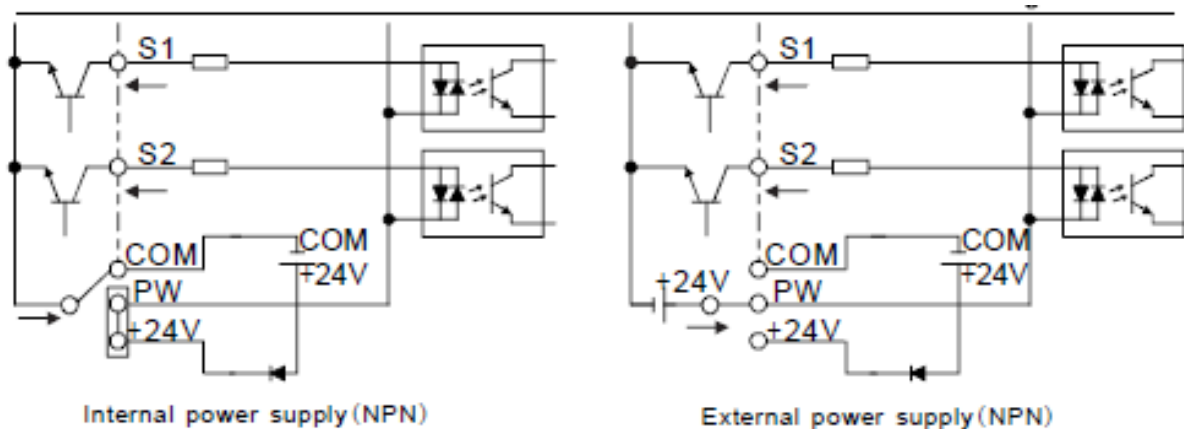 S1
S2
COM
COM
+24V
PW
+24V
Internal power supply(NPN)
S1
S2
COM
COM
+24V
+24V
PW
+24V
External power supply(NPN)